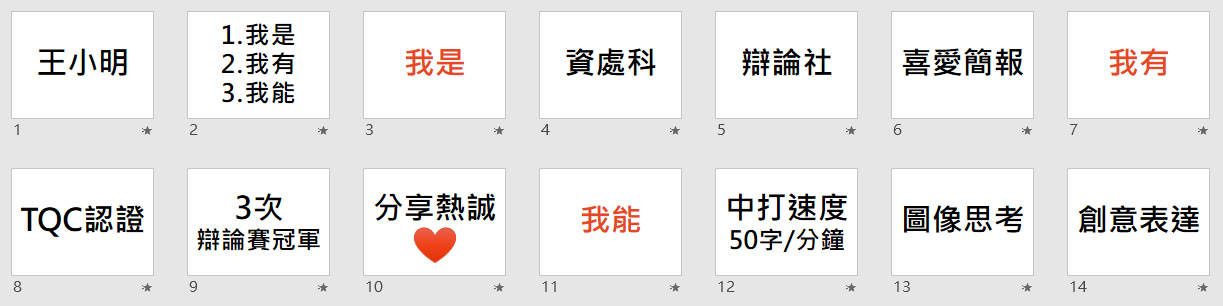 王小明
1.我是
2.我有
3.我能
我是
資處科
辯論社
喜愛簡報
我有
1
2
3
4
5
6
7
TQC認證
3次
辯論賽冠軍
分享熱誠
我能
中打速度
50字/分鐘
圖像思考
創意表達
8
9
10
11
12
13
14